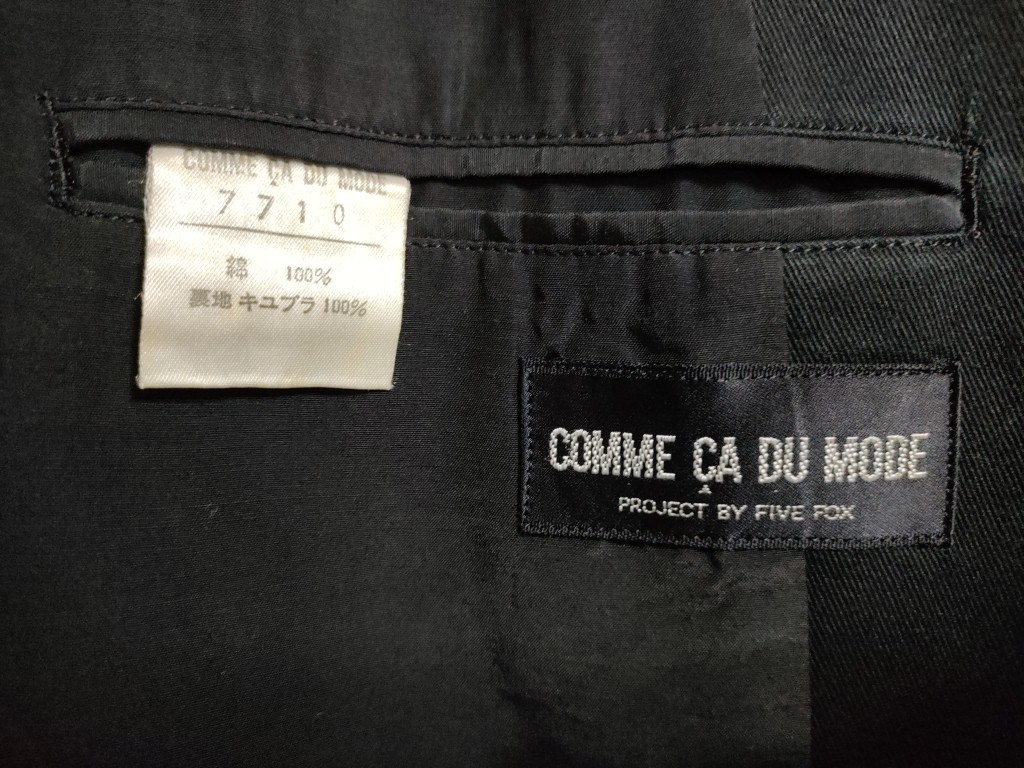 COMME ÇA DU MODE
7710
綿 100%
裏地 キユプラ 100%
COMME ÇA DU MODE
PROJECT BY FIVE FOX